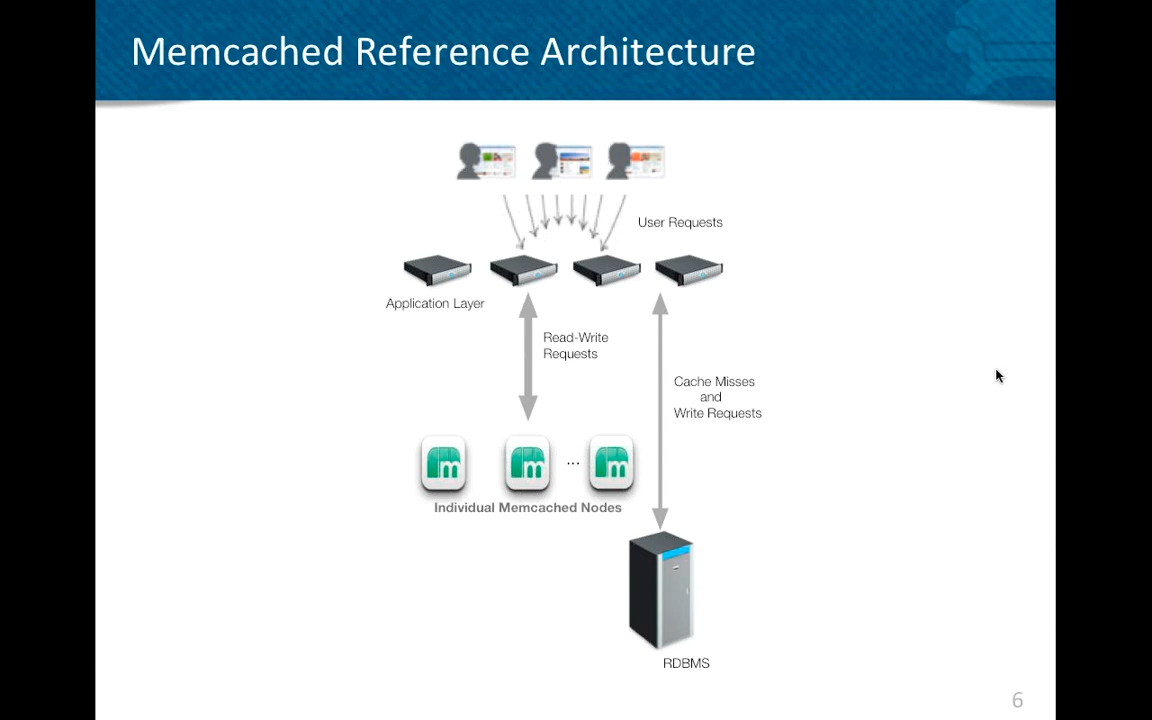 Memcached Reference Architecture
User Requests
Application Layer
Read-Write
Requests
Cache Misses
and
Write Requests
m
m
...
m
Individual Memcached Nodes
RDBMS
6